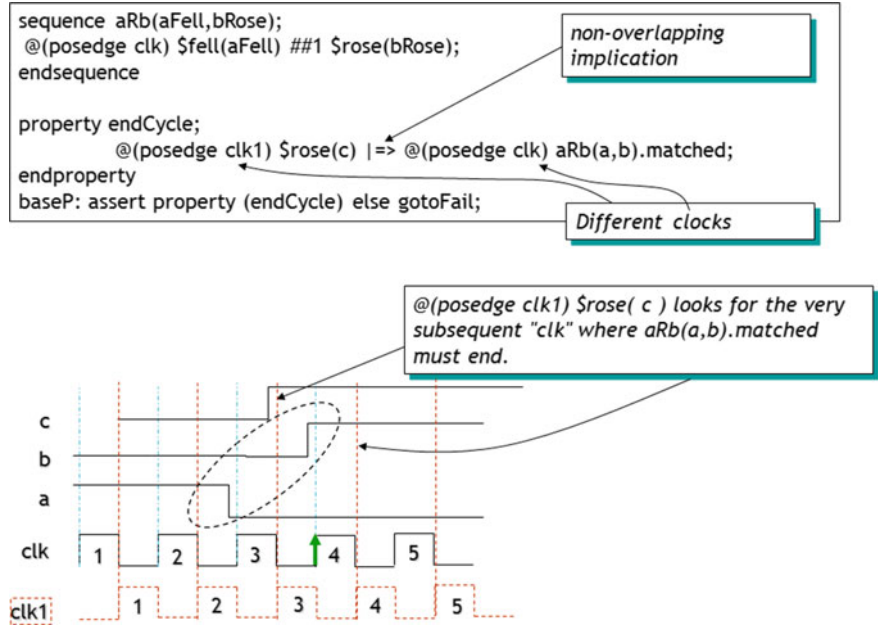 sequence aRb(aFell,bRose);
@(posedge clk) $fell(aFell) ##1 $rose(bRose);
endsequence
non-overlapping
implication
property endCycle;
@(posedge clk1) $rose(c) |=> @(posedge clk) aRb(a,b).matched;
endproperty
baseP: assert property (endCycle) else gotoFail;
Different clocks
@(posedge clk1) $rose( c ) looks for the very
subsequent "clk" where aRb(a,b).matched
must end.
c
b
a
clk 1 2 3 4 5
clk1 1 2 3 4 5